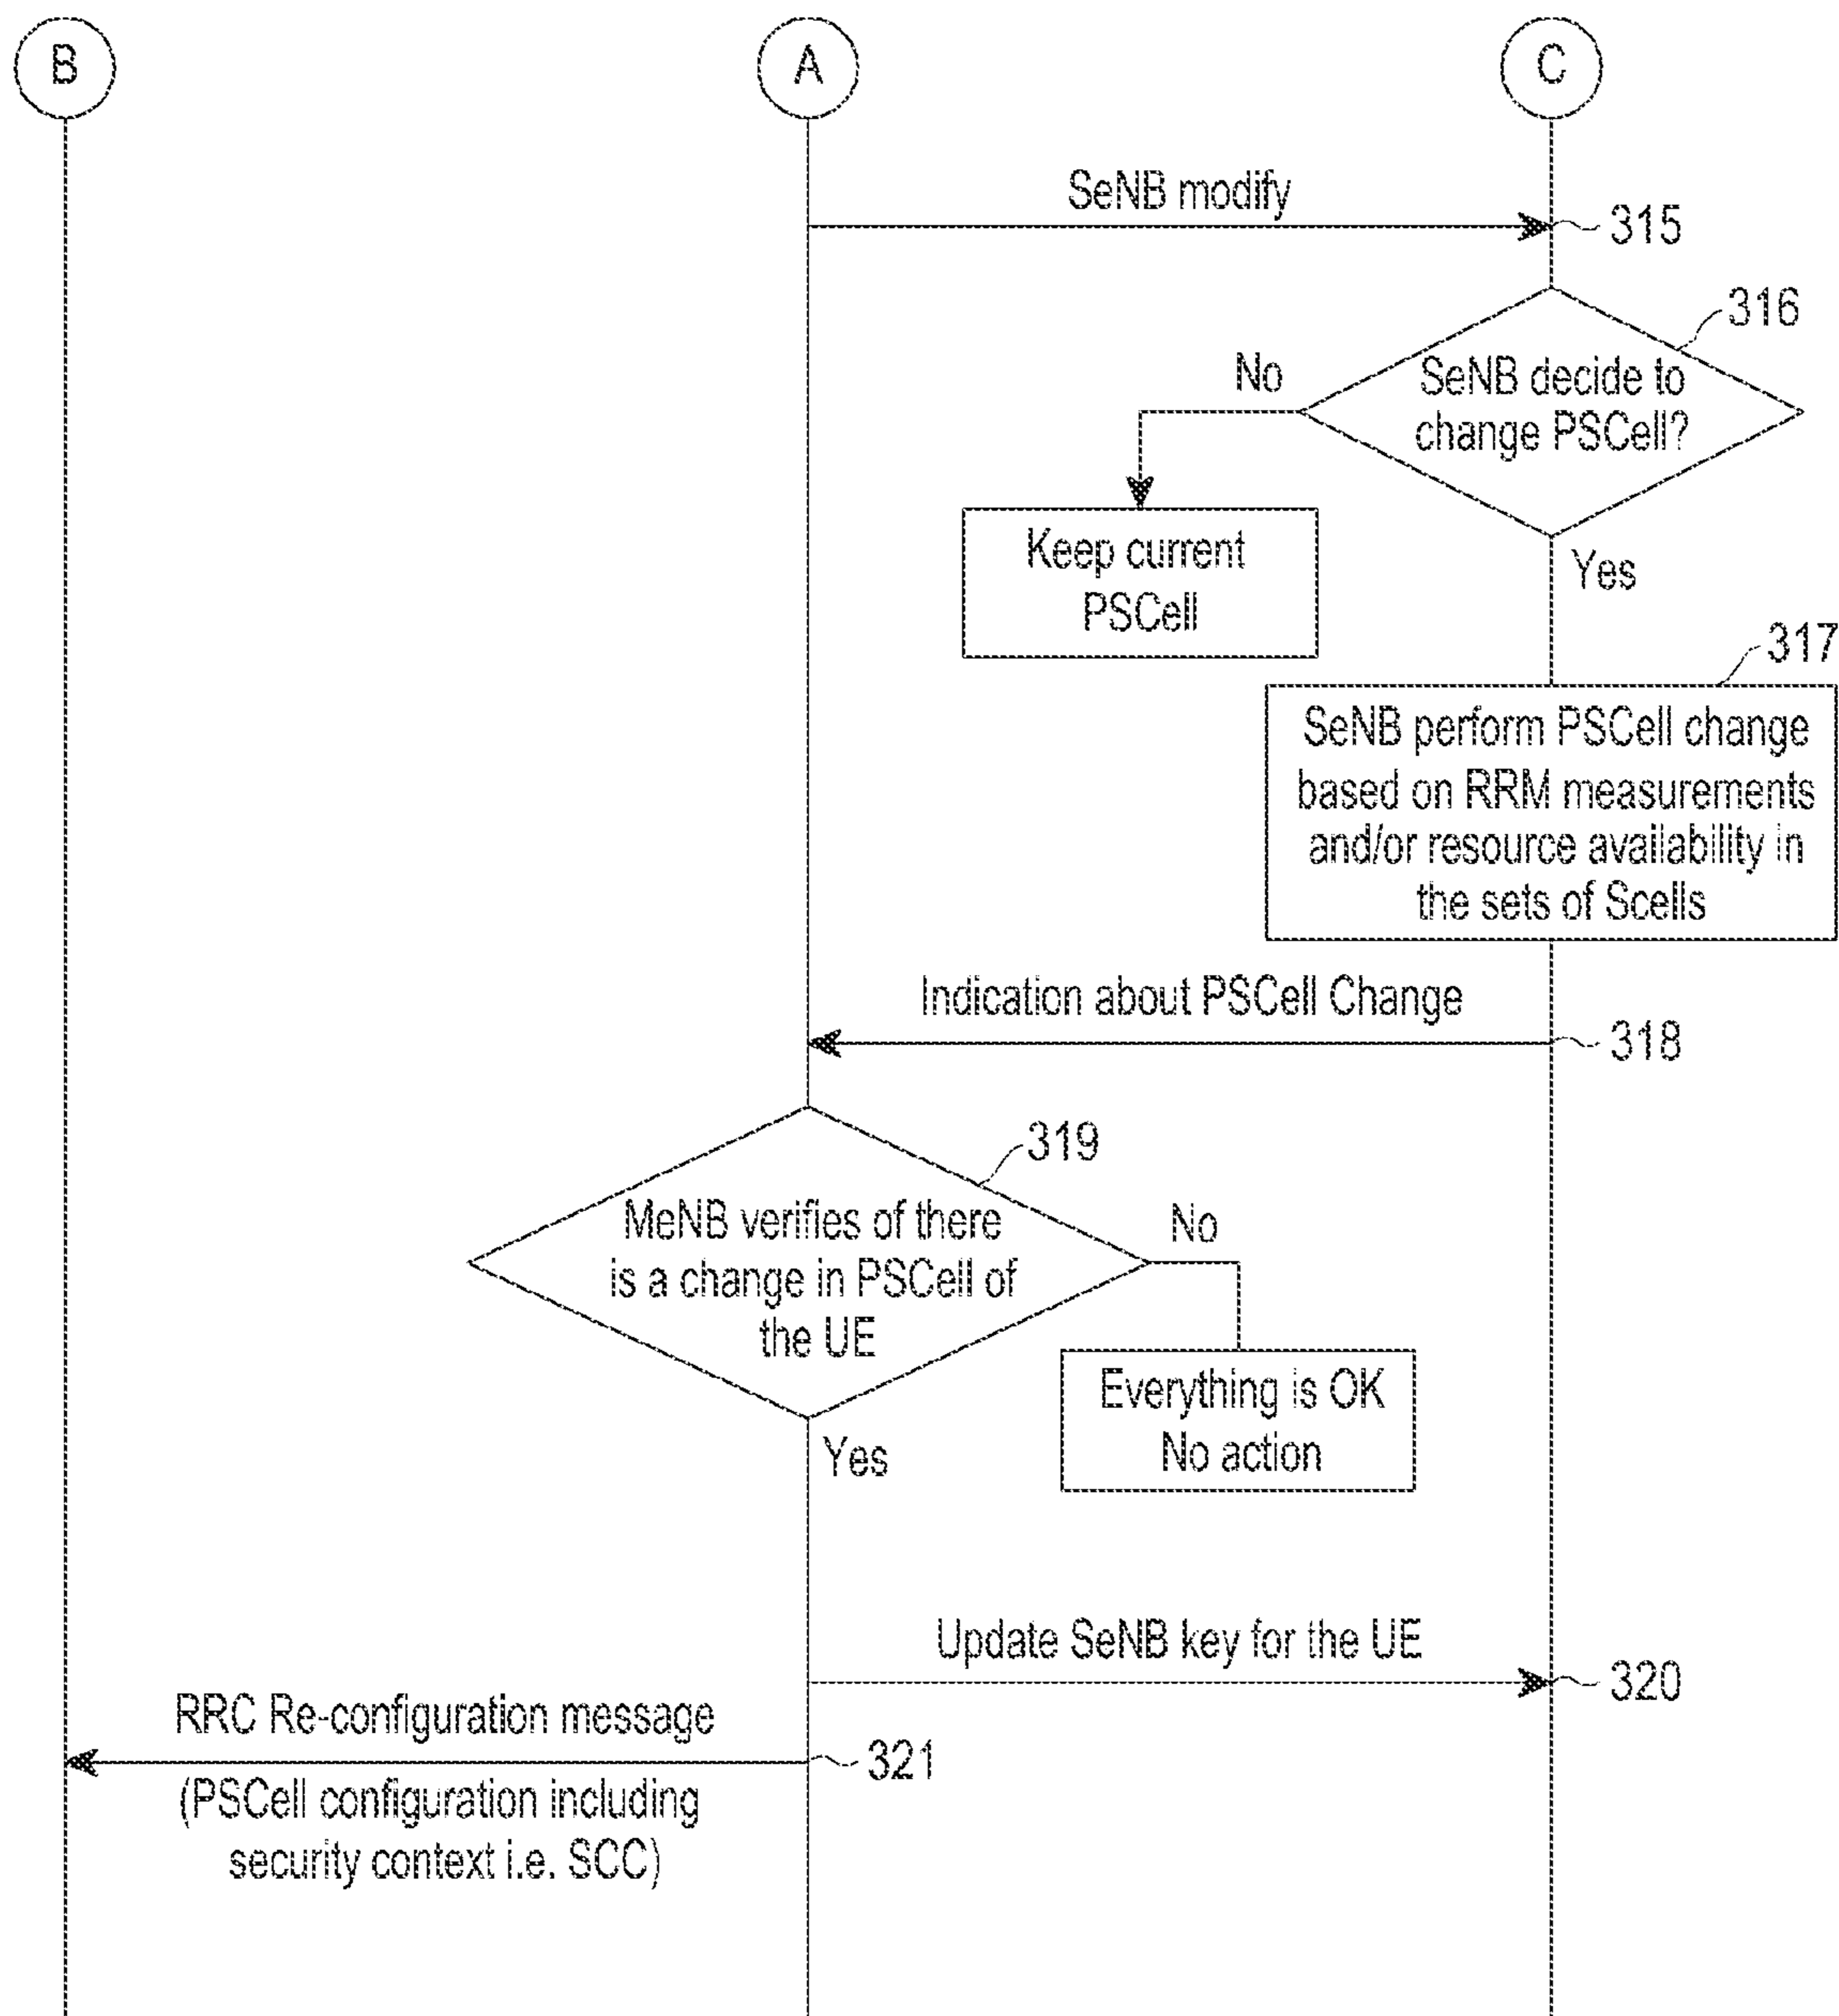 B
A
C
SeNB modify
315
316
SeNB decide to
change PSCell?
No
Keep current
PSCell
Yes
317
SeNB perform PSCell change
based on RRM measurements
and/or resource availability in
the sets of Scells
Indication about PSCell Change
318
319
MeNB verifies of there
is a change in PSCell of
the UE
No
Everything is OK
No action
Yes
Update SeNB key for the UE
320
RRC Re-configuration message
321
(PSCell configuration including
security context i.e. SCC)